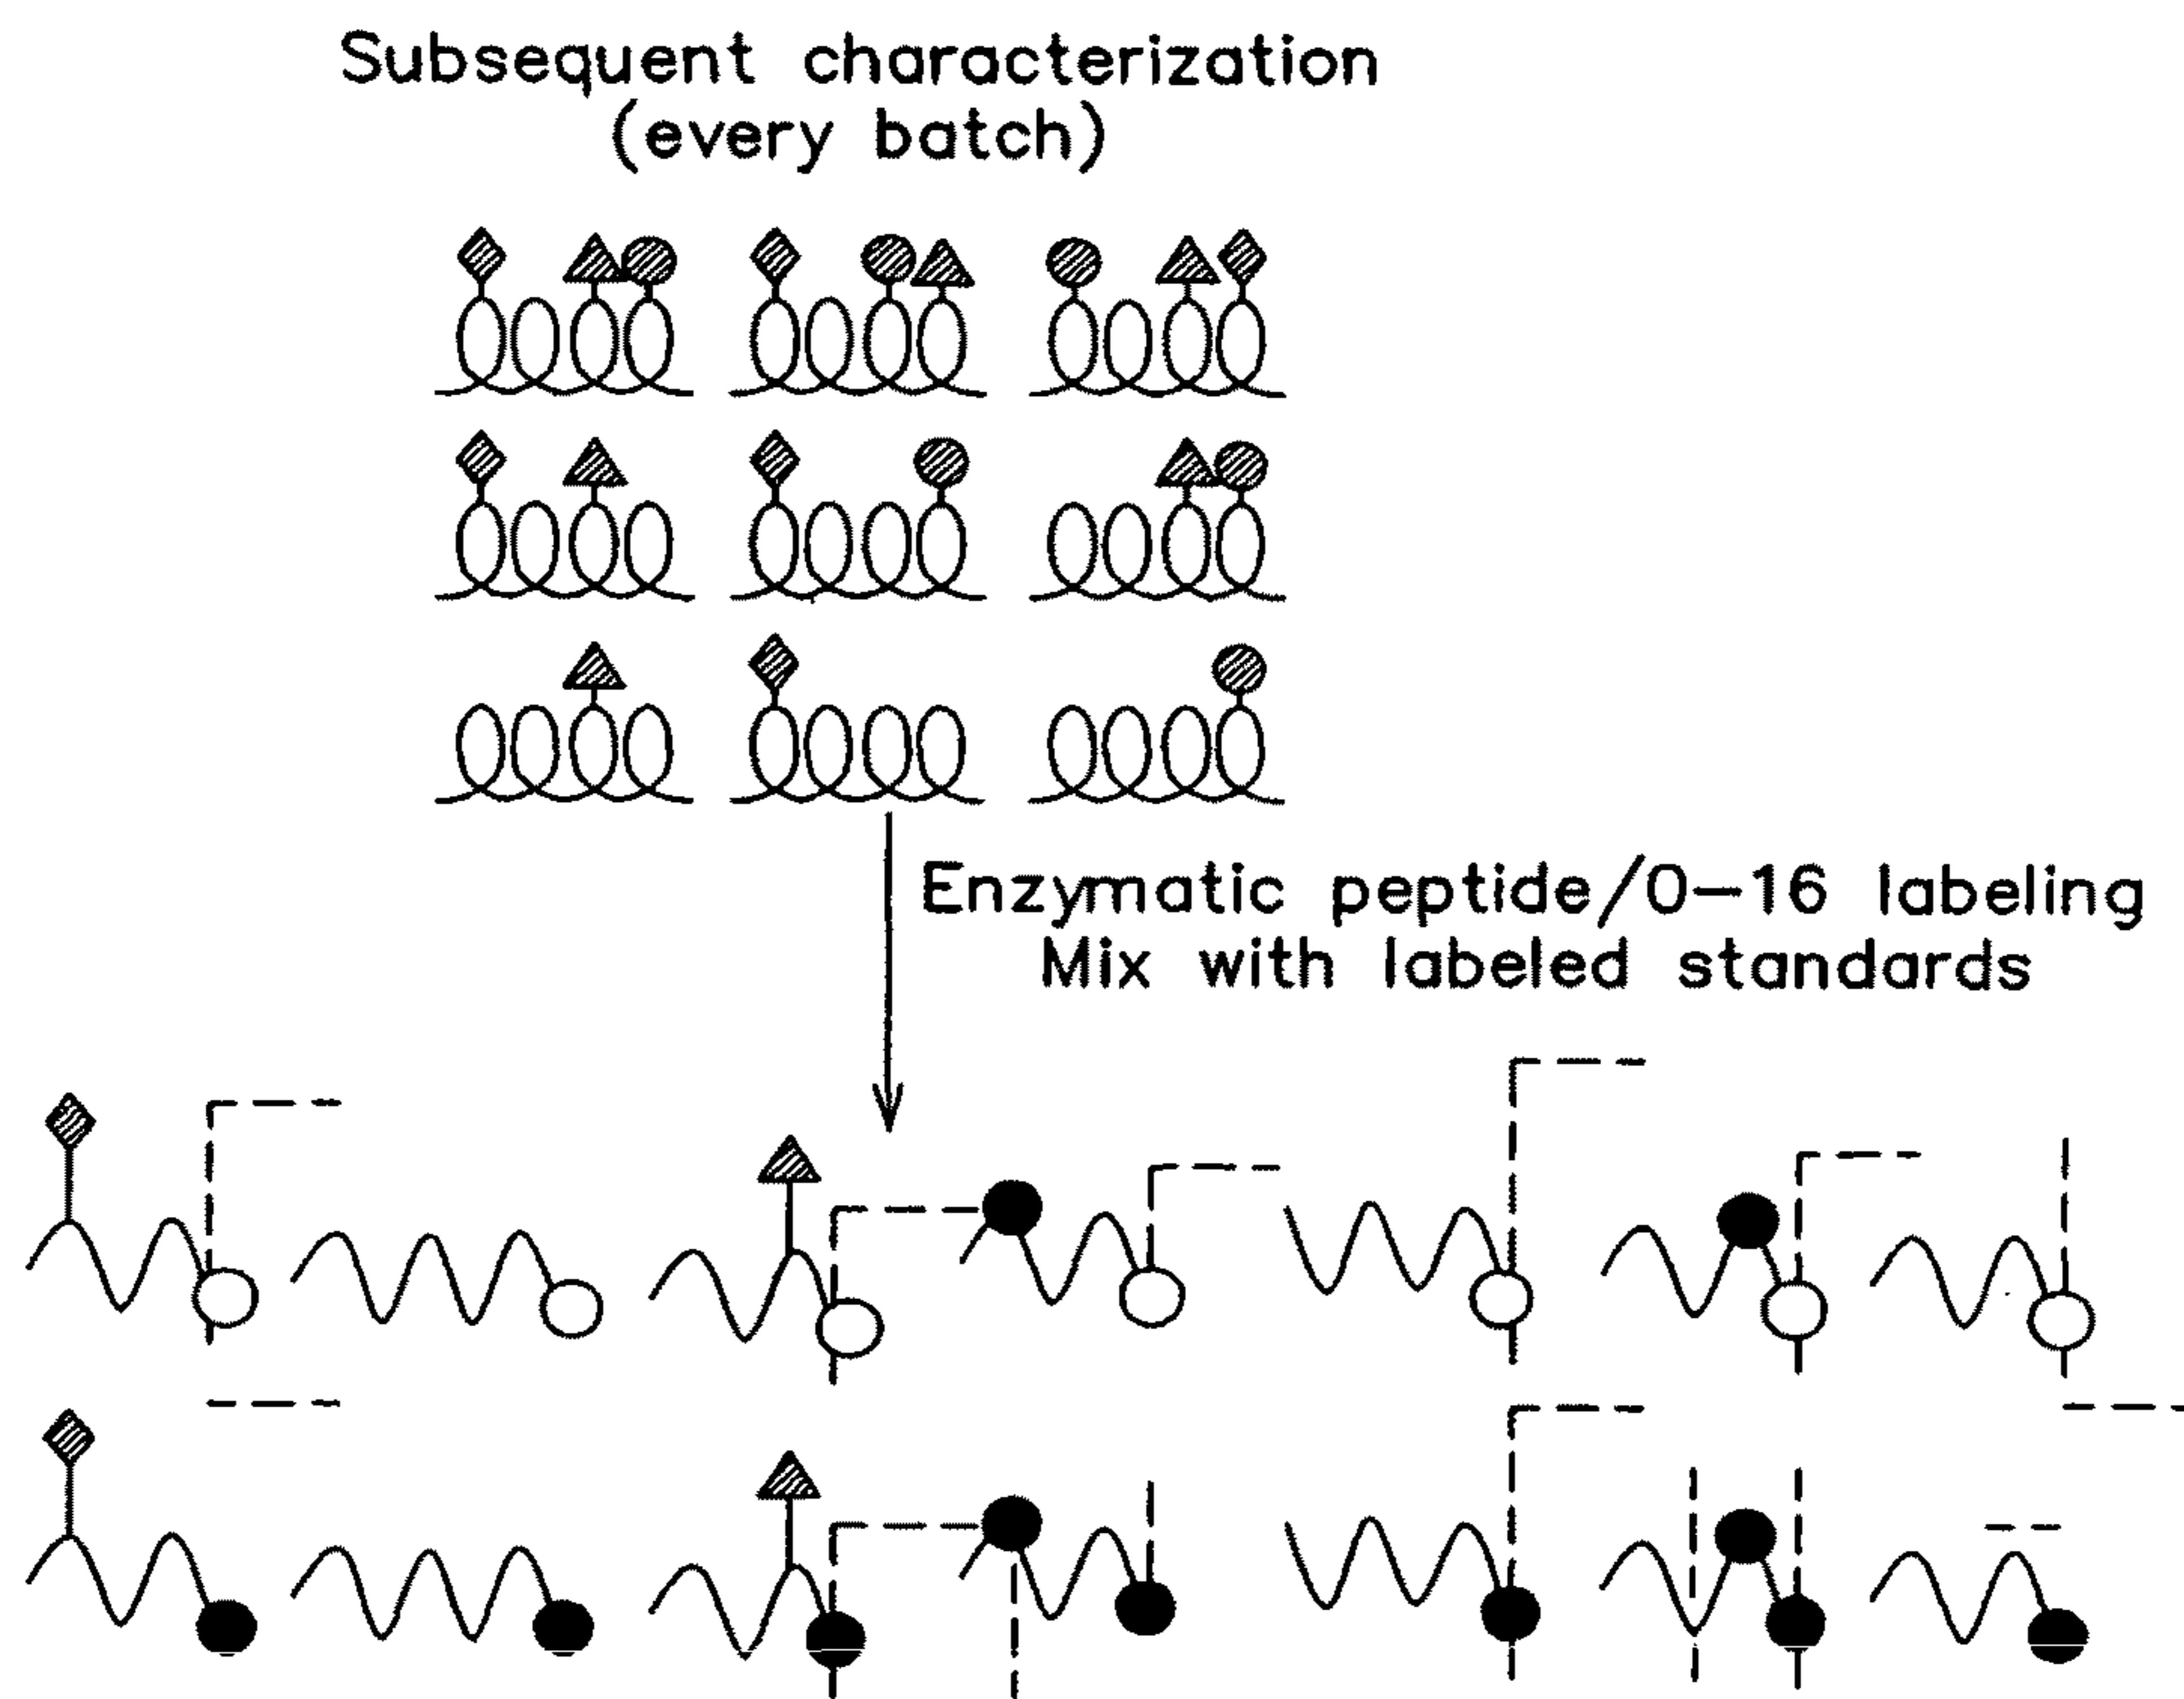 Subsequent characterization
(every batch)
Enzymatic peptide/O-16 labeling
Mix with labeled standards